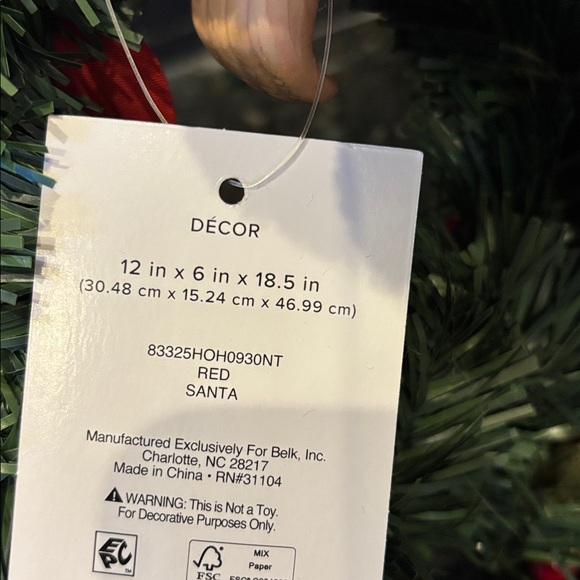 DÉCOR
12 in x 6 in x 18.5 in
(30.48 cm x 15.24 cm x 46.99 cm)
83325HOH0930NT
RED
SANTA
Manufactured Exclusively For Belk, Inc.
Charlotte, NC 28217
Made in China • RN#31104
⚠ WARNING: This is Not a Toy.
For Decorative Purposes Only.
EPC
MIX
Paper
FSC